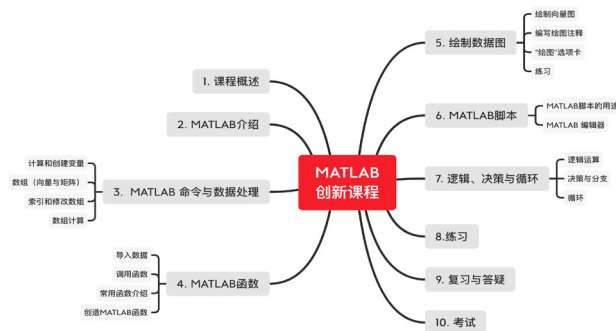 MATLAB
创新课程
1. 课程概述
2. MATLAB介绍
3. MATLAB 命令与数据处理
计算和创建变量
数组（向量与矩阵）
索引和修改数组
数组计算
4. MATLAB函数
导入数据
调用函数
常用函数介绍
创造MATLAB函数
5. 绘制数据图
绘制向量图
编写绘图注释
“绘图”选项卡
练习
6. MATLAB脚本
MATLAB脚本的用途
MATLAB 编辑器
7. 逻辑、决策与循环
逻辑运算
决策与分支
循环
8.练习
9. 复习与答疑
10. 考试